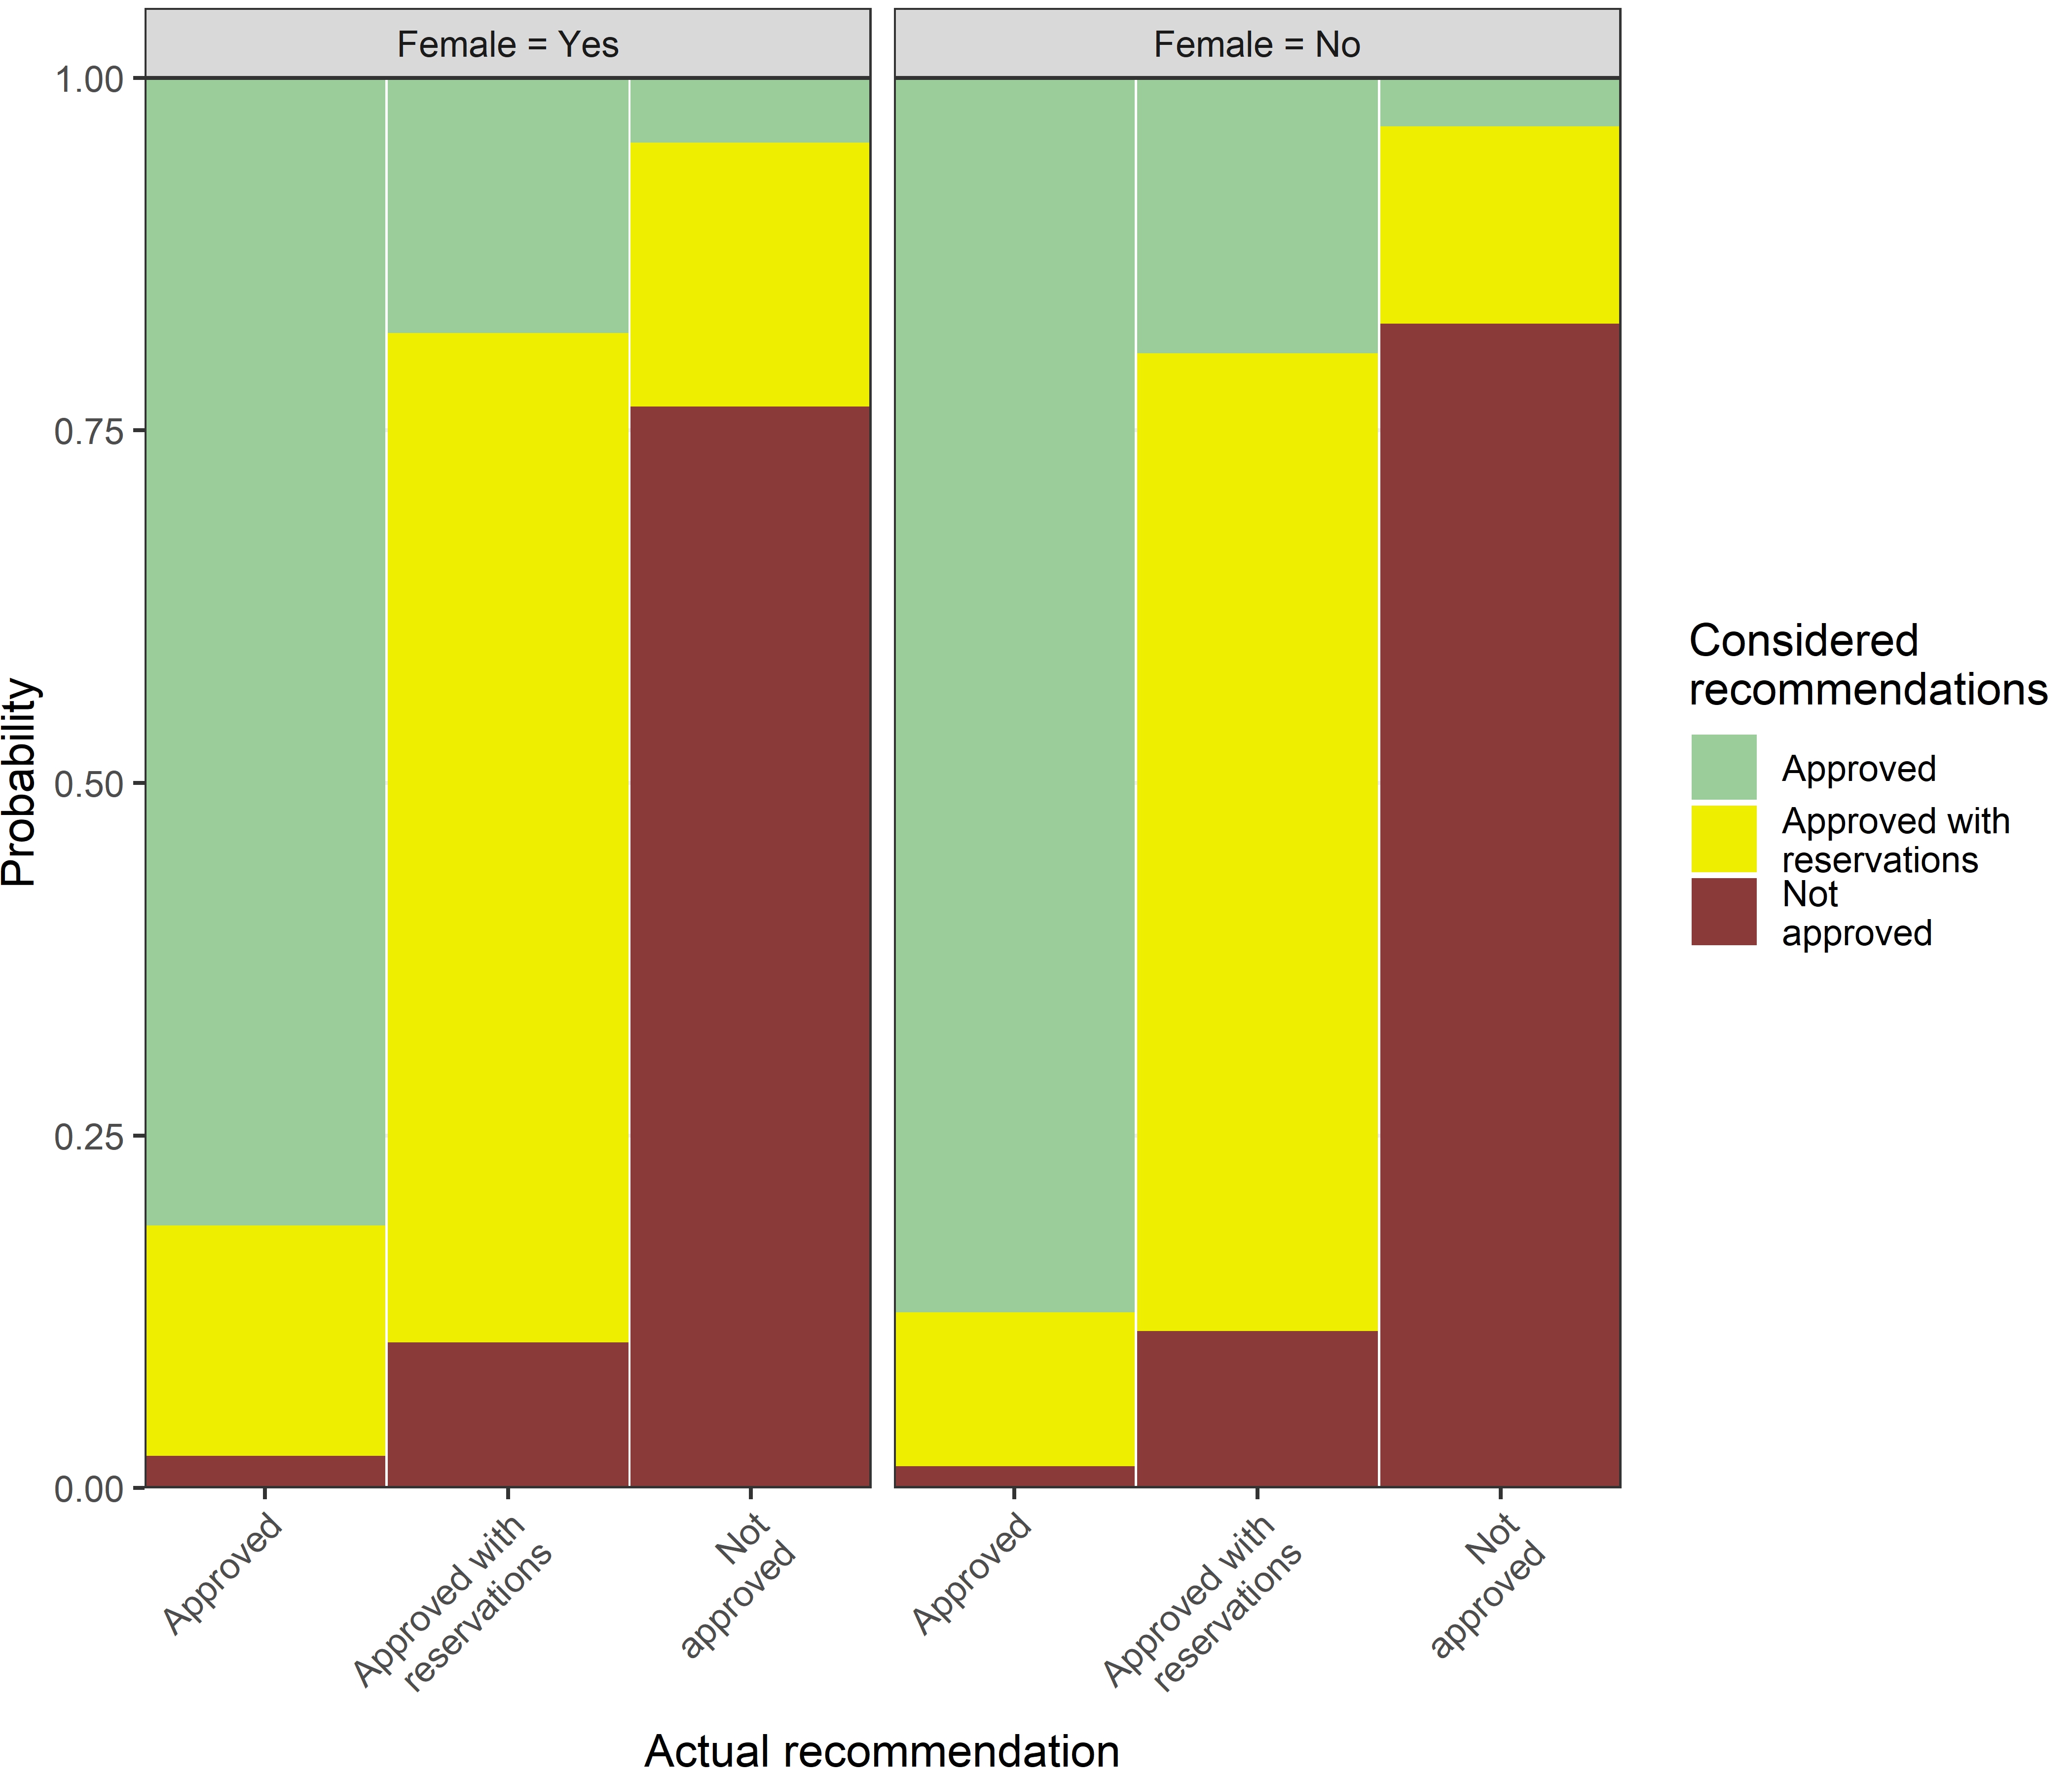 Female = Yes
Female = No
1.00
0.75
0.50
0.25
0.00
Probability
Approved
Approved with
reservations
Not
approved
Approved
Approved with
reservations
Not
approved
Actual recommendation
Considered
recommendations
Approved
Approved with
reservations
Not
approved